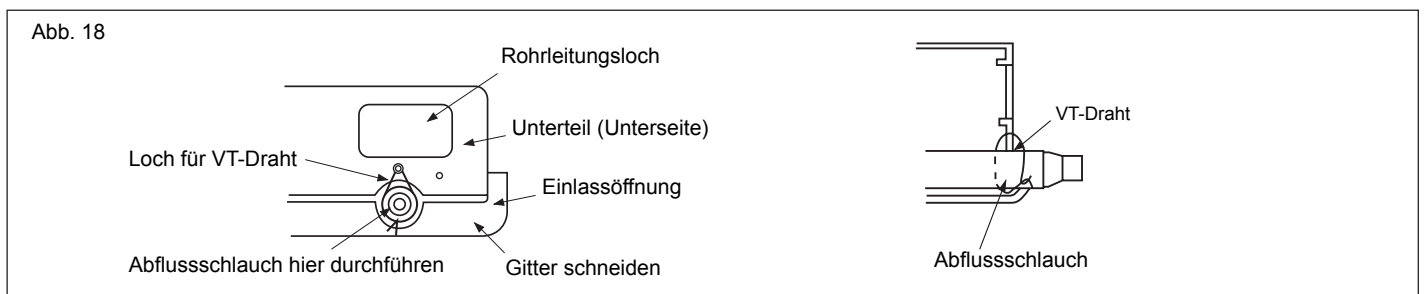 Abb. 18
Rohrleitungsloch
Unterteil (Unterseite)
Loch für VT-Draht
Einlassöffnung
Abflussschlauch hier durchführen
Gitter schneiden
VT-Draht
Abflussschlauch